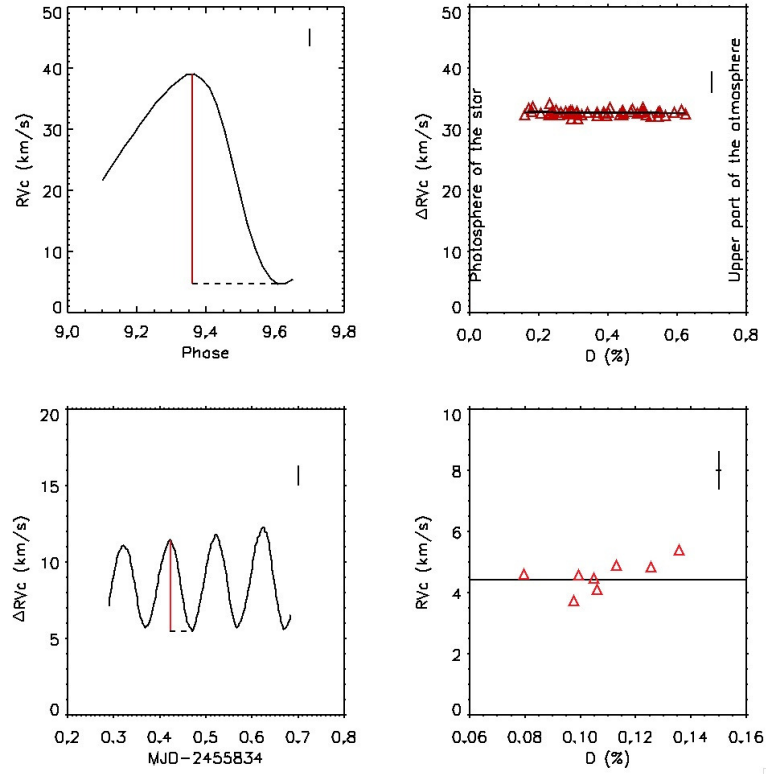 50
40
30
20
10
0
RVc (km/s)
9.0 9.2 9.4 9.6 9.8
Phase
50
40
30
20
10
0
ΔRVc (km/s)
Photosphere of the star
Upper part of the atmosphere
0.0 0.2 0.4 0.6 0.8
D (%)
20
15
10
5
0
ΔRVc (km/s)
0.2 0.3 0.4 0.5 0.6 0.7 0.8
MJD-2455834
10
8
6
4
2
0
RVc (km/s)
0.06 0.08 0.10 0.12 0.14 0.16
D (%)